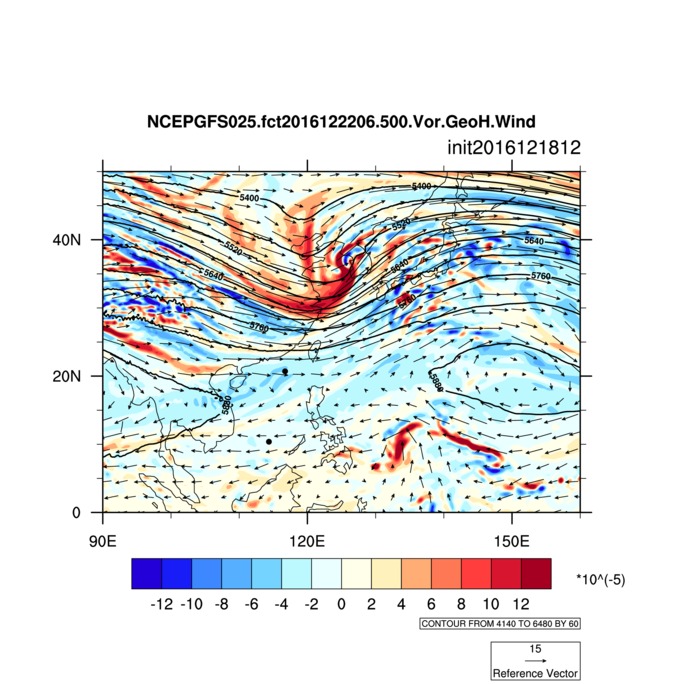 NCEPGFS025.fct2016122206.500.Vor.GeoH.Wind
init2016121812
5400
5400
5520
5520
5640
40N
5640
5640
5760
5760
5760
20N
5880
5880
0
90E 120E 150E
-12 -10 -8 -6 -4 -2 0 2 4 6 8 10 12
*10^(-5)
CONTOUR FROM 4140 TO 6480 BY 60
15
Reference Vector